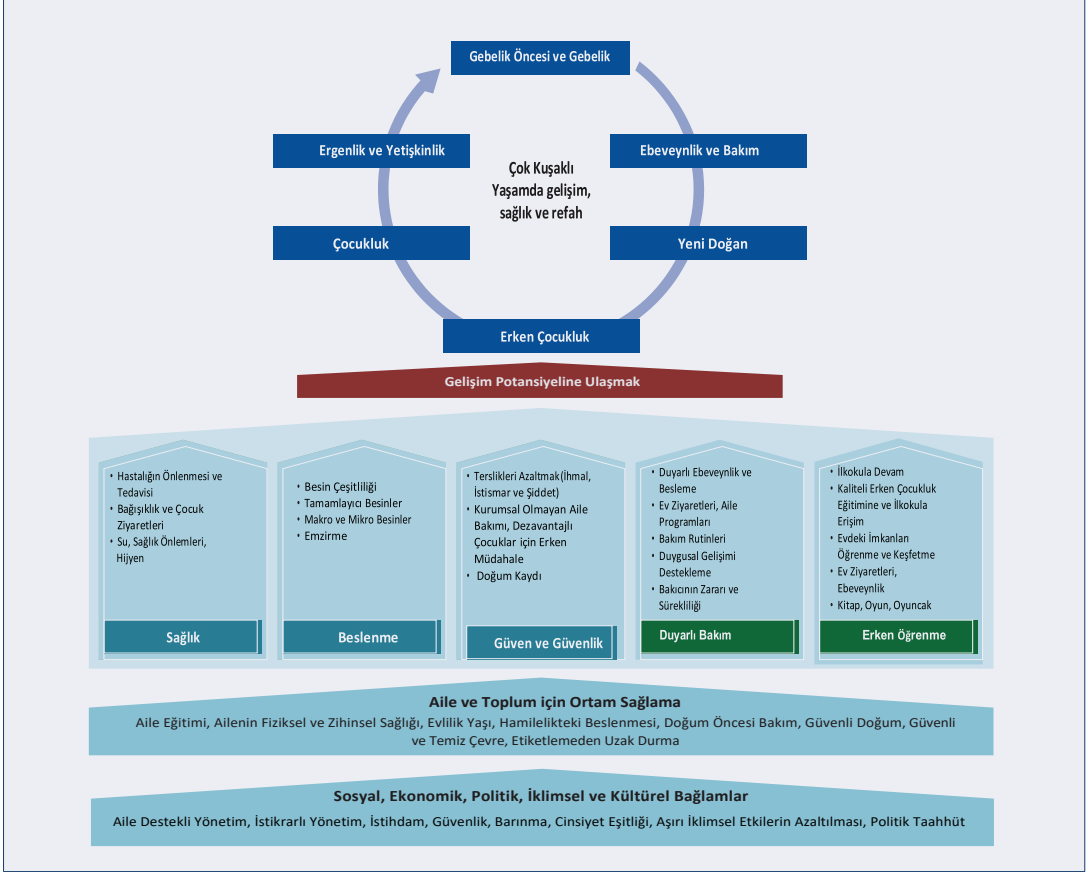 Gebelik Öncesi ve Gebelik
Ergenlik ve Yetişkinlik
Ebeveynlik ve Bakım
Çok Kuşaklı
Yaşamda gelişim,
sağlık ve refah
Çocukluk
Yeni Doğan
Erken Çocukluk
Gelişim Potansiyeline Ulaşmak
• Hastalığın Önlenmesi ve
Tedavisi
• Bağışıklık ve Çocuk
Ziyaretleri
• Su, Sağlık Önlemleri,
Hijyen
Sağlık
• Besin Çeşitliliği
• Tamamlayıcı Besinler
• Makro ve Mikro Besinler
• Emzirme
Beslenme
• Terslikleri Azaltmak(İhmal,
İstismar ve Şiddet)
• Kurumsal Olmayan Aile
Bakımı, Dezavantajlı
Çocuklar için Erken
Müdahale
• Doğum Kaydı
Güven ve Güvenlik
• Duyarlı Ebeveynlik ve
Besleme
• Ev Ziyaretleri, Aile
Programları
• Bakım Rutinleri
• Duygusal Gelişimi
Destekleme
• Bakıcının Zararı ve
Sürekliliği
Duyarlı Bakım
• İlkokula Devam
• Kaliteli Erken Çocukluk
Eğitimine ve İlkokula
Erişim
• Evdeki İmkanları
Öğrenme ve Keşfetme
• Ev Ziyaretleri,
Ebeveynlik
• Kitap, Oyun, Oyuncak
Erken Öğrenme
Aile ve Toplum için Ortam Sağlama
Aile Eğitimi, Ailenin Fiziksel ve Zihinsel Sağlığı, Evlilik Yaşı, Hamilelikteki Beslenmesi, Doğum Öncesi Bakım, Güvenli Doğum, Güvenli
ve Temiz Çevre, Etiketlemeden Uzak Durma
Sosyal, Ekonomik, Politik, İklimsel ve Kültürel Bağlamlar
Aile Destekli Yönetim, İstikrarlı Yönetim, İstihdam, Güvenlik, Barınma, Cinsiyet Eşitliği, Aşırı İklimsel Etkilerin Azaltılması, Politik Taahhüt